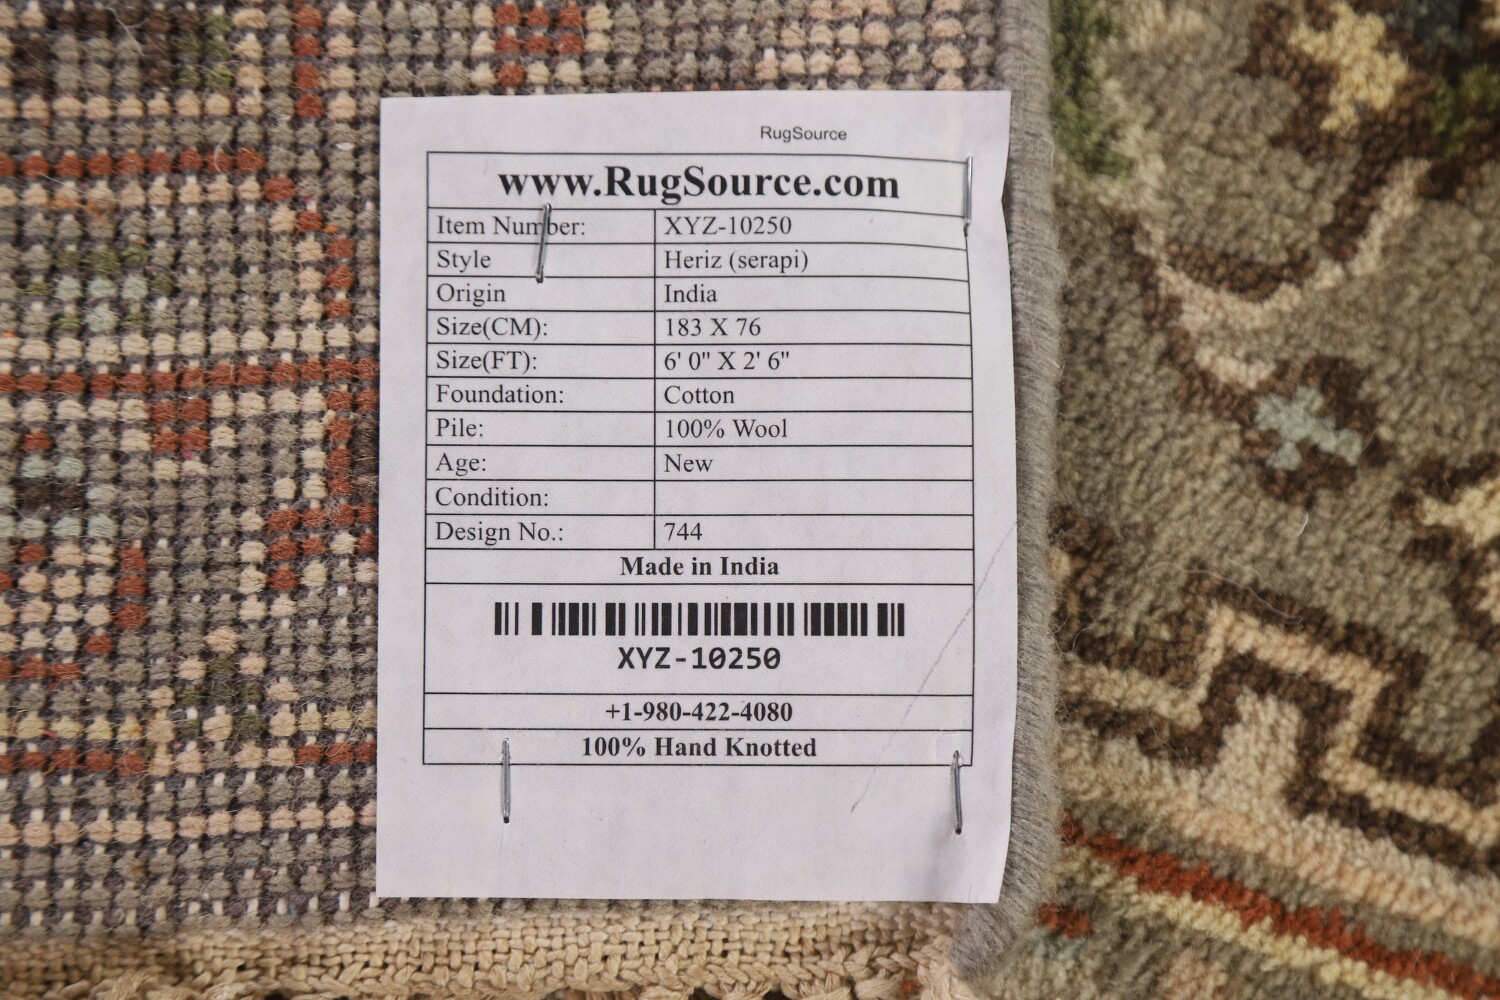 RugSource
www.RugSource.com
Item Number: XYZ-10250
Style Heriz (serapi)
Origin India
Size(CM): 183 X 76
Size(FT): 6' 0" X 2' 6"
Foundation: Cotton
Pile: 100% Wool
Age: New
Condition:
Design No.: 744
Made in India
XYZ-10250
+1-980-422-4080
100% Hand Knotted